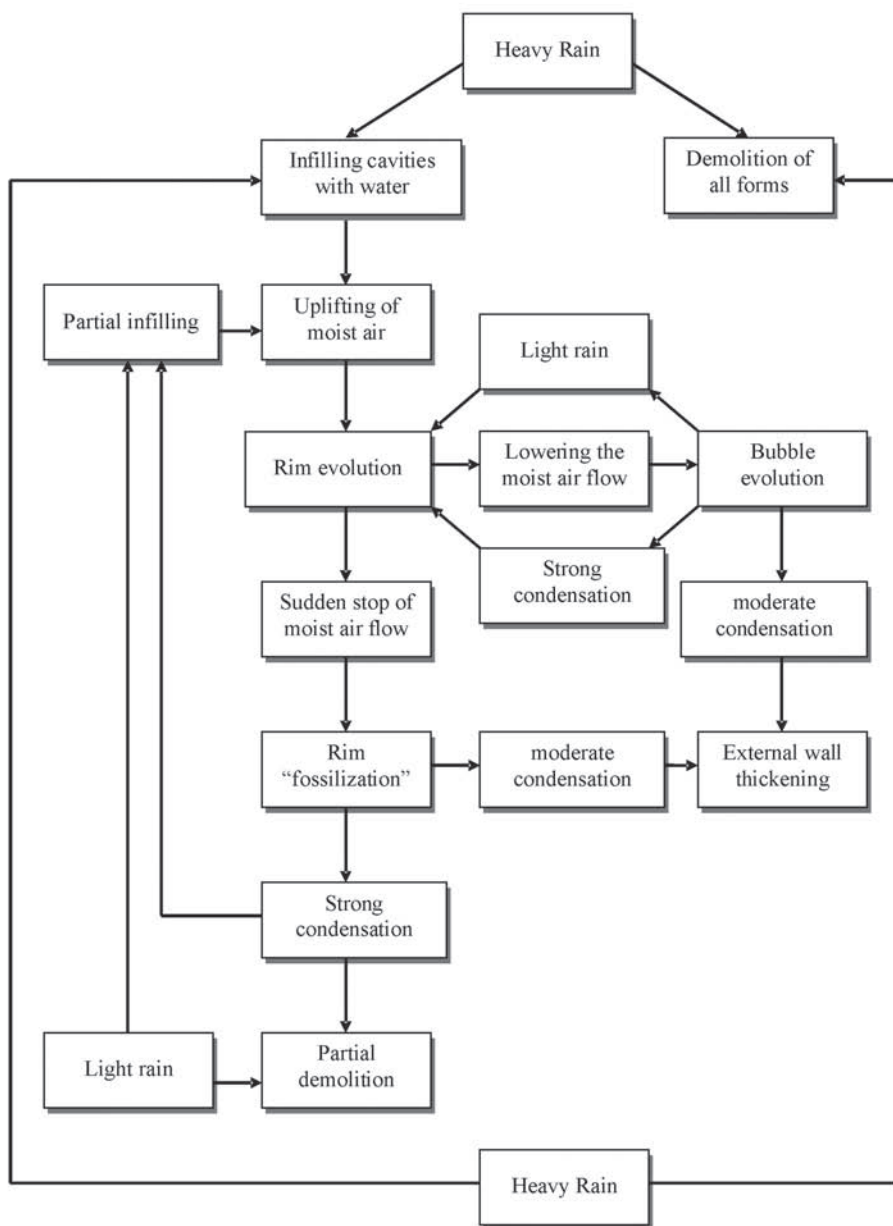 Heavy Rain
Infilling cavities
with water
Demolition of
all forms
Partial infilling
Uplifting of
moist air
Light rain
Rim evolution
Lowering the
moist air flow
Bubble
evolution
Strong
condensation
Sudden stop of
moist air flow
moderate
condensation
Rim
“fossilization”
moderate
condensation
External wall
thickening
Strong
condensation
Light rain
Partial
demolition
Heavy Rain